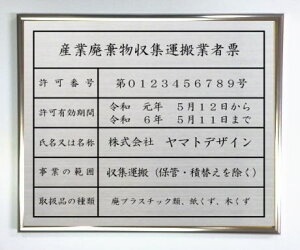 産業廃棄物収集運搬業者票
許可番号 第0123456789号
許可有効期間 令和 元年 5月12日から
令和 6年 5月11日まで
氏名又は名称 株式会社 ヤマトデザイン
事業の範囲 収集運搬（保管・積替えを除く）
取扱品の種類 廃プラスチック類、紙くず、木くず